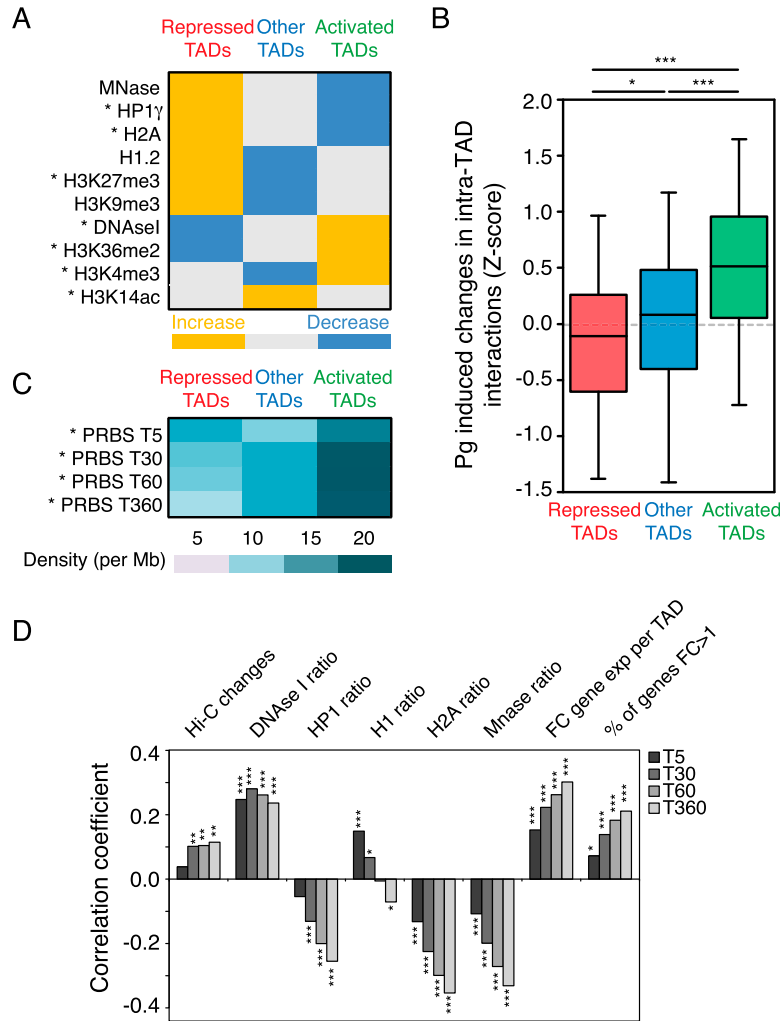 A
Repressed TADs
Other TADs
Activated TADs
MNase
* HP1γ
* H2A
H1.2
* H3K27me3
H3K9me3
* DNAseI
* H3K36me2
* H3K4me3
* H3K14ac
Increase
Decrease
B
***
*
***
2.0
1.5
1.0
0.5
0.0
-0.5
-1.0
-1.5
Pg induced changes in intra-TAD
interactions (Z-score)
Repressed TADs
Other TADs
Activated TADs
C
Repressed TADs
Other TADs
Activated TADs
* PRBS T5
* PRBS T30
* PRBS T60
* PRBS T360
5 10 15 20
Density (per Mb)
D
Hi-C changes
DNAse I ratio
HP1 ratio
H1 ratio
H2A ratio
Mnase ratio
FC gene exp per TAD
% of genes FC>1
Correlation coefficient
0.4
0.2
0.0
-0.2
-0.4
** ** **
*** *** *** ***
*** *** ***
*** * *
*** *** *** ***
*** *** *** ***
*** *** *** ***
* *** *** ***
T5
T30
T60
T360